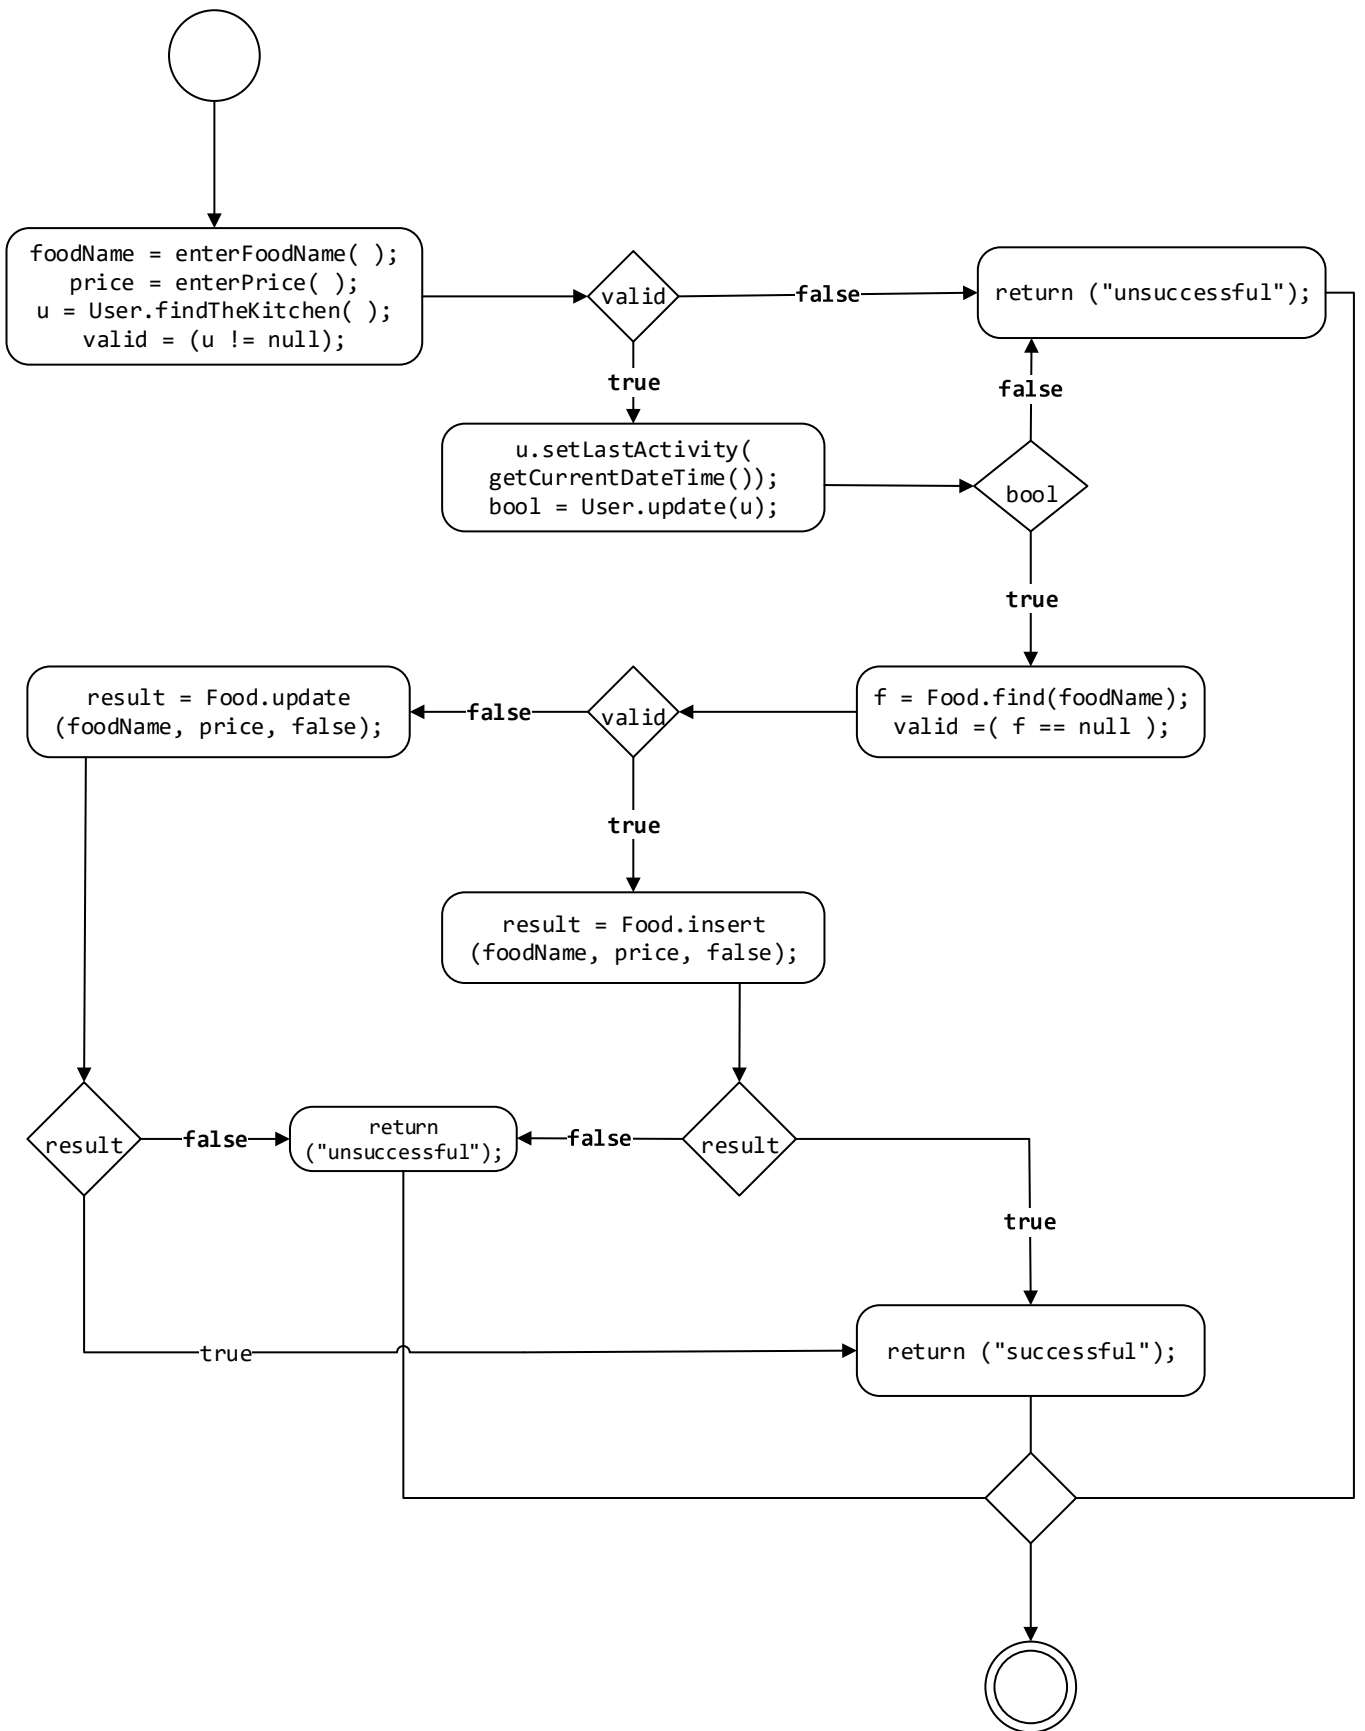 foodName = enterFoodName( );
price = enterPrice( );
u = User.findTheKitchen( );
valid = (u != null);
valid
false
return ("unsuccessful");
true
false
u.setLastActivity(
getCurrentDateTime());
bool = User.update(u);
bool
true
f = Food.find(foodName);
valid =( f == null );
valid
false
result = Food.update
(foodName, price, false);
true
result = Food.insert
(foodName, price, false);
result
false
return
("unsuccessful");
false
result
true
true
return ("successful");